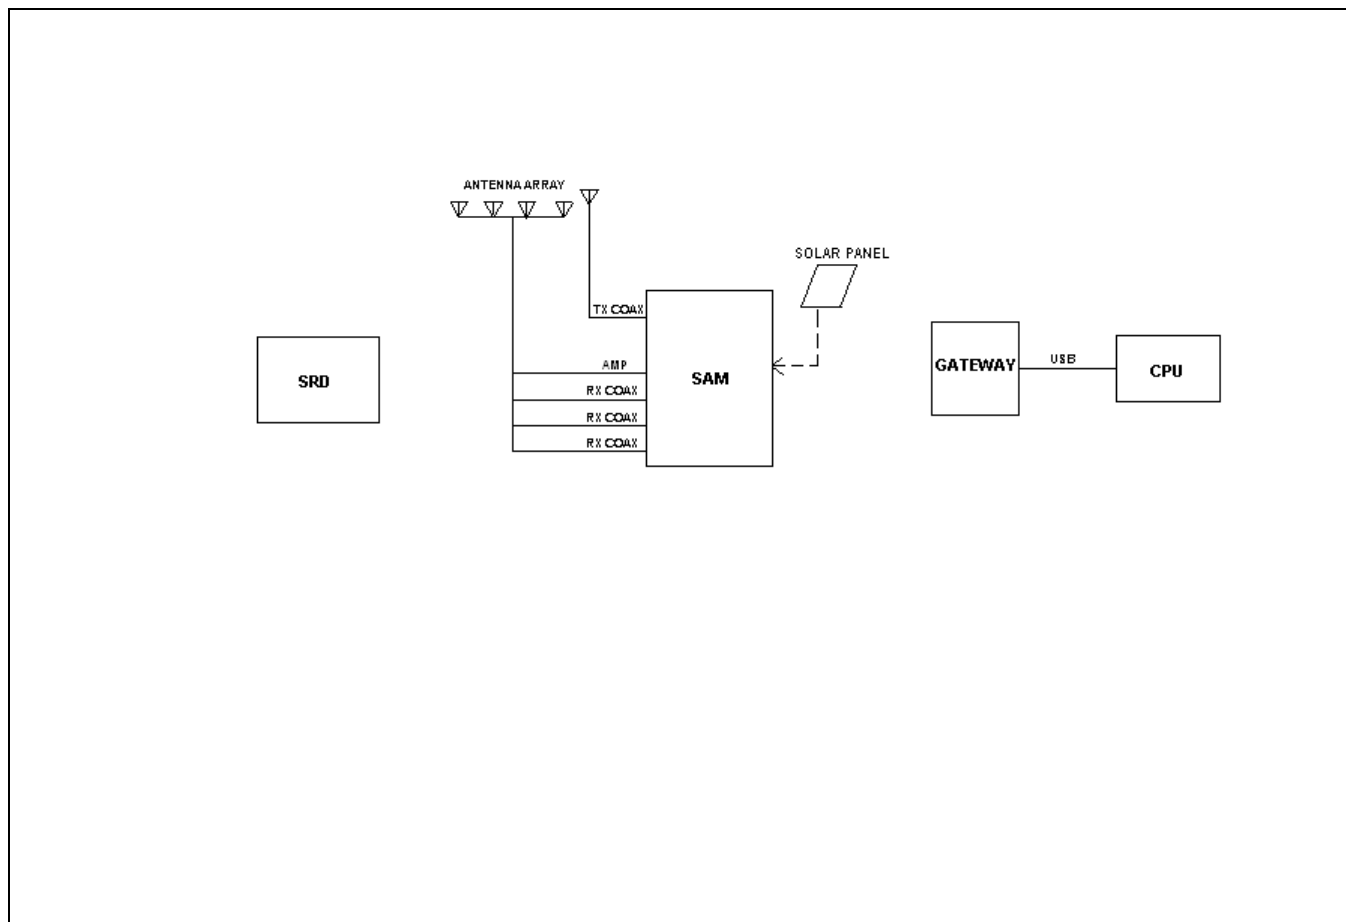 ANTENNA ARRAY
SOLAR PANEL
TX COAX
AMP
RX COAX
RX COAX
RX COAX
SRD
SAM
GATEWAY
USB
CPU